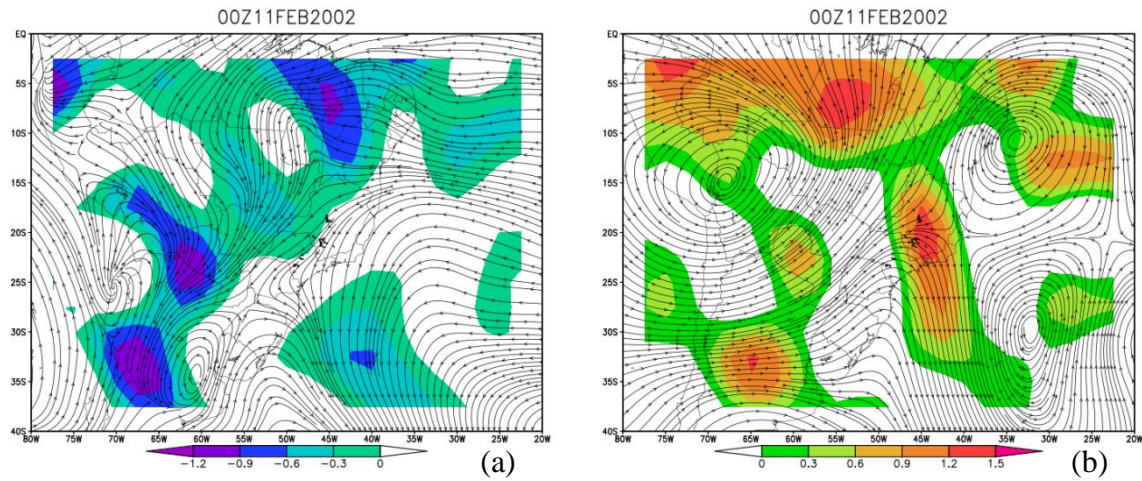 00Z11FEB2002
EQ
5S
10S
15S
20S
25S
30S
35S
40S
80W 75W 70W 65W 60W 55W 50W 45W 40W 35W 30W 25W 20W
-1.2 -0.9 -0.6 -0.3 0
(a)
00Z11FEB2002
EQ
5S
10S
15S
20S
25S
30S
35S
40S
80W 75W 70W 65W 60W 55W 50W 45W 40W 35W 30W 25W 20W
0 0.3 0.6 0.9 1.2 1.5
(b)